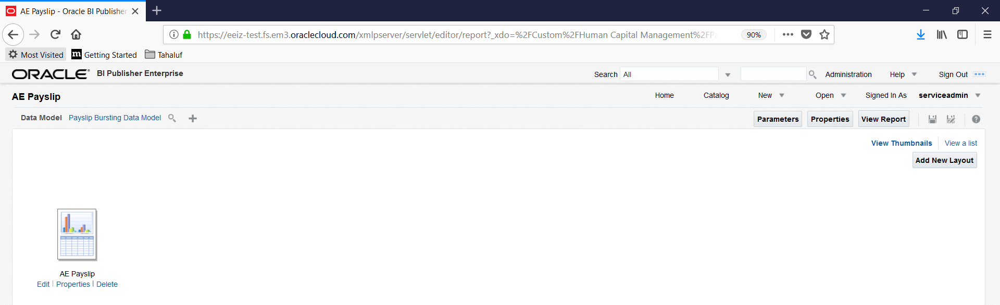 AE Payslip - Oracle BI Publisher
https://eeiz-test.fs.em3.oraclecloud.com/xmlpserver/servlet/editor/report?_xdo=%2FCustom%2FHuman Capital Management%2FPa
90%
Most Visited
m Getting Started
Tahaluf
ORACLE® BI Publisher Enterprise
Search All
Administration
Help
Sign Out
AE Payslip
Home
Catalog
New
Open
Signed In As serviceadmin
Data Model Payslip Bursting Data Model
Parameters
Properties
View Report
View Thumbnails
View a list
Add New Layout
AE Payslip
Edit | Properties | Delete